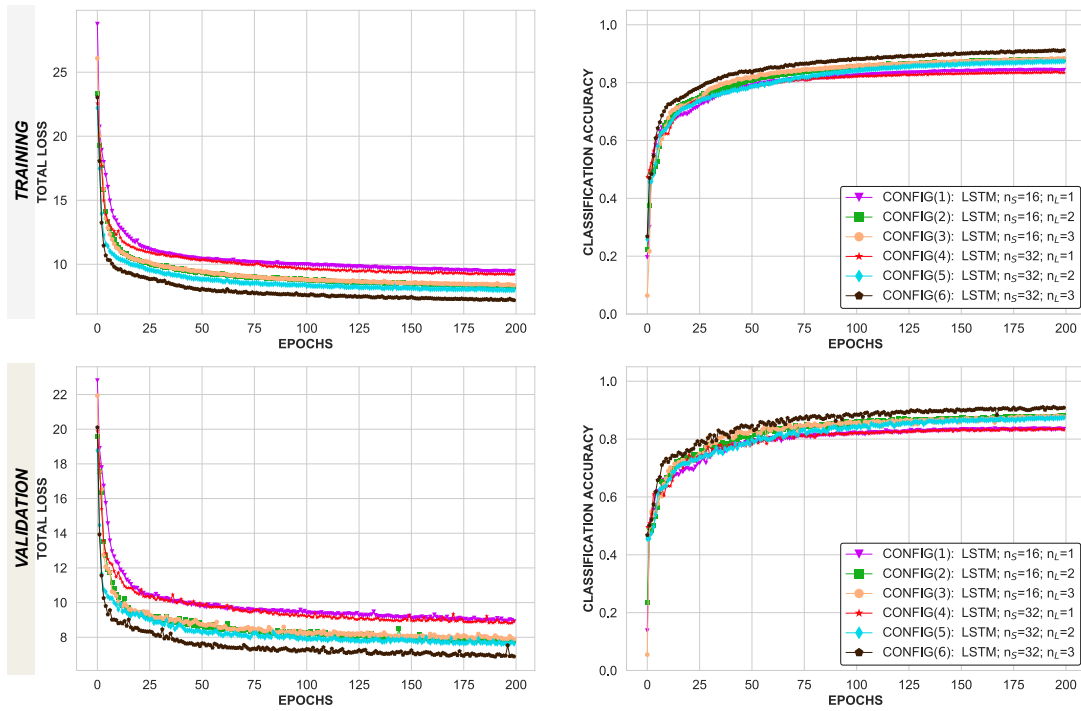 TRAINING
TOTAL LOSS
25
20
15
10
0 25 50 75 100 125 150 175 200
EPOCHS
CLASSIFICATION ACCURACY
1.0
0.8
0.6
0.4
0.2
0.0
CONFIG(1): LSTM; nS=16; nL=1
CONFIG(2): LSTM; nS=16; nL=2
CONFIG(3): LSTM; nS=16; nL=3
CONFIG(4): LSTM; nS=32; nL=1
CONFIG(5): LSTM; nS=32; nL=2
CONFIG(6): LSTM; nS=32; nL=3
0 25 50 75 100 125 150 175 200
EPOCHS
VALIDATION
TOTAL LOSS
22
20
18
16
14
12
10
8
0 25 50 75 100 125 150 175 200
EPOCHS
CLASSIFICATION ACCURACY
1.0
0.8
0.6
0.4
0.2
0.0
CONFIG(1): LSTM; nS=16; nL=1
CONFIG(2): LSTM; nS=16; nL=2
CONFIG(3): LSTM; nS=16; nL=3
CONFIG(4): LSTM; nS=32; nL=1
CONFIG(5): LSTM; nS=32; nL=2
CONFIG(6): LSTM; nS=32; nL=3
0 25 50 75 100 125 150 175 200
EPOCHS